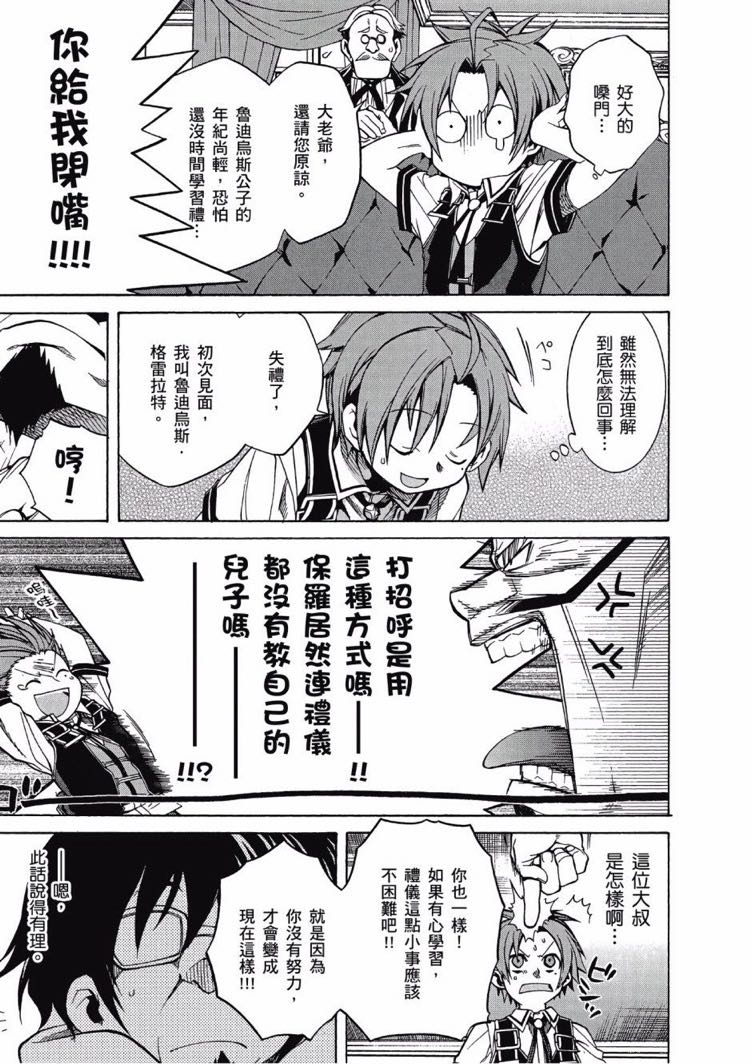 好大的
嗓門…
大老爺，
還請您原諒。
魯迪烏斯公子的
年紀尚輕，恐怕
還沒時間學習禮…
你給我閉嘴!!!!
雖然無法理解
到底怎麼回事…
失禮了，
初次見面，
我叫魯迪烏斯．
格雷拉特。
哼！
打招呼是用
這種方式嗎——!!
保羅居然連禮儀
都沒有教自己的
兒子嗎——!!?
嗚哇~
這位大叔
是怎樣啊…
你也一樣！
如果有心學習，
禮儀這點小事應該
不困難吧!!
就是因為
你沒有努力，
才會變成
現在這樣!!!
——嗯，
此話說得有理。